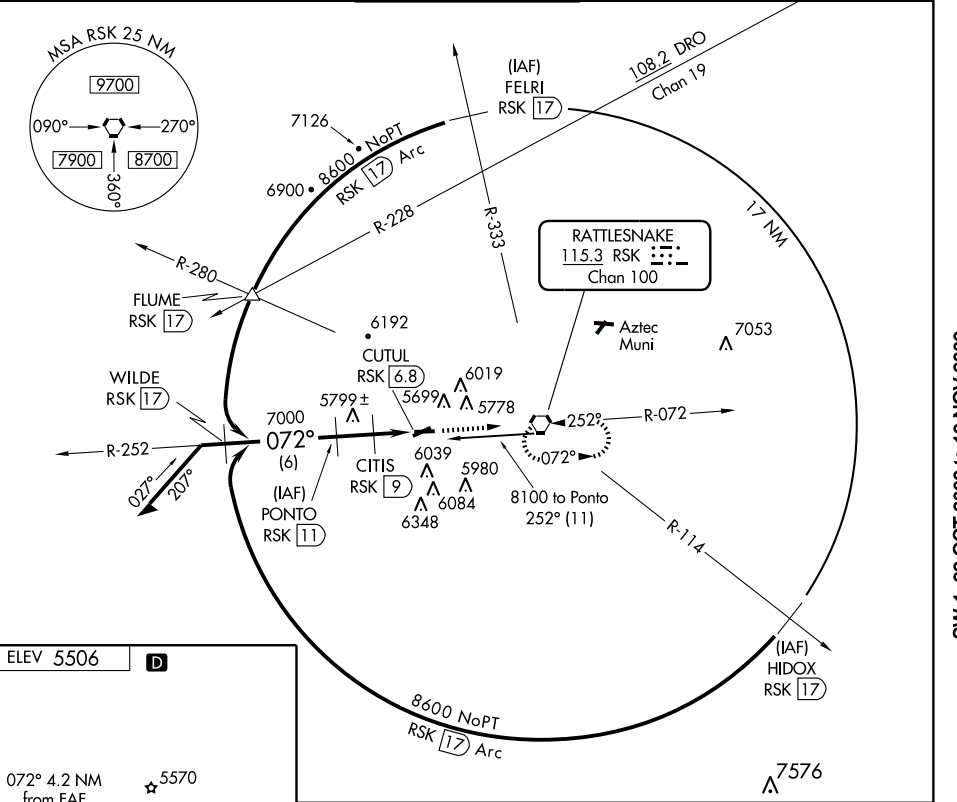 MSA RSK 25 NM
9700
090°
270°
7900
8700
360°
(IAF)
FELRI
RSK 17
108.2 DRO
Chan 19
7126
6900
8600 NoPT
RSK 17 Arc
R-228
R-333
17 NM
RATTLESNAKE
115.3 RSK
Chan 100
R-280
FLUME
RSK 17
6192
Aztec
Muni
7053
CUTUL
RSK 6.8
WILDE
RSK 17
5799±
5699
6019
5778
7000
072°
(6)
R-252
252°
R-072
072°
027°
207°
(IAF)
PONTO
RSK 11
CITIS
RSK 9
6039
5980
6084
6348
8100 to Ponto
252° (11)
R-114
(IAF)
HIDOX
RSK 17
8600 NoPT
RSK 17 Arc
ELEV 5506
D
072° 4.2 NM
from FAF
5570
7576